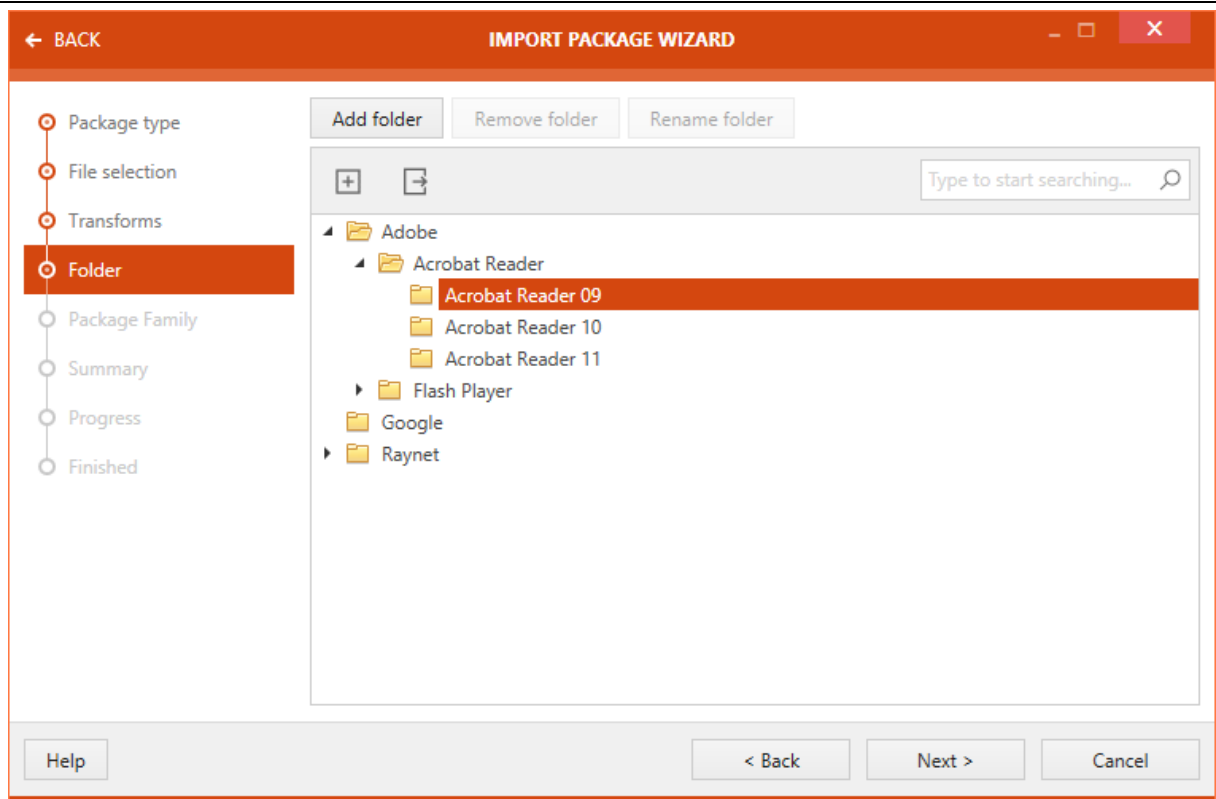 BACK
IMPORT PACKAGE WIZARD
Package type
File selection
Transforms
Folder
Package Family
Summary
Progress
Finished
Add folder
Remove folder
Rename folder
Type to start searching...
Adobe
Acrobat Reader
Acrobat Reader 09
Acrobat Reader 10
Acrobat Reader 11
Flash Player
Google
Raynet
Help
< Back
Next >
Cancel